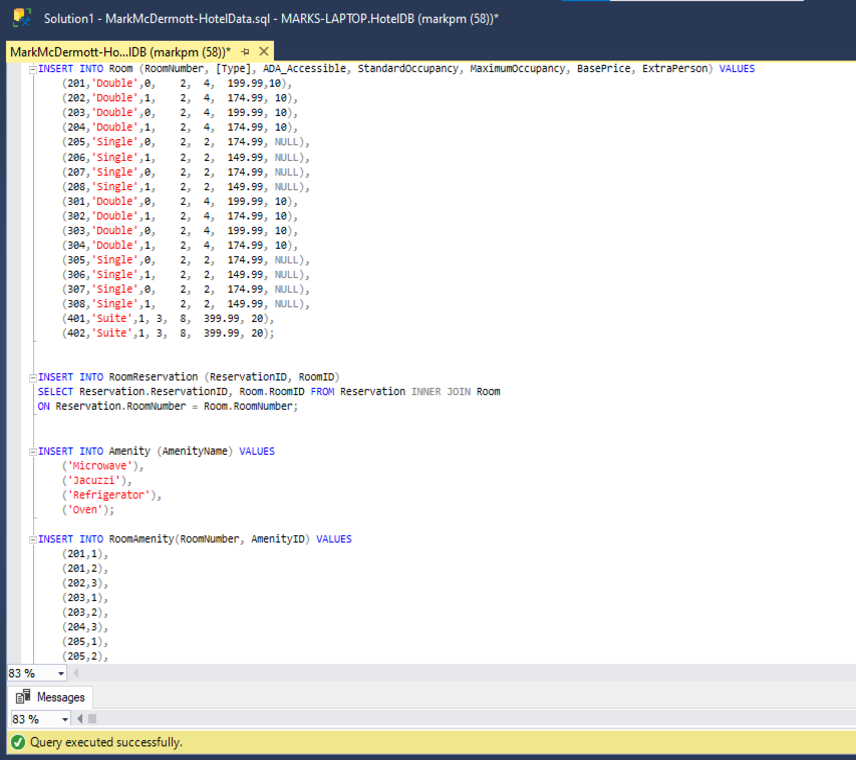 Solution1 - MarkMcDermott-HotelData.sql - MARKS-LAPTOP.HotelDB (markpm (58))*
MarkMcDermott-Ho...lDB (markpm (58))*
INSERT INTO Room (RoomNumber, [Type], ADA_Accessible, StandardOccupancy, MaximumOccupancy, BasePrice, ExtraPerson) VALUES
(201,'Double',0, 2, 4, 199.99,10),
(202,'Double',1, 2, 4, 174.99, 10),
(203,'Double',0, 2, 4, 199.99, 10),
(204,'Double',1, 2, 4, 174.99, 10),
(205,'Single',0, 2, 2, 174.99, NULL),
(206,'Single',1, 2, 2, 149.99, NULL),
(207,'Single',0, 2, 2, 174.99, NULL),
(208,'Single',1, 2, 2, 149.99, NULL),
(301,'Double',0, 2, 4, 199.99, 10),
(302,'Double',1, 2, 4, 174.99, 10),
(303,'Double',0, 2, 4, 199.99, 10),
(304,'Double',1, 2, 4, 174.99, 10),
(305,'Single',0, 2, 2, 174.99, NULL),
(306,'Single',1, 2, 2, 149.99, NULL),
(307,'Single',0, 2, 2, 174.99, NULL),
(308,'Single',1, 2, 2, 149.99, NULL),
(401,'Suite',1, 3, 8, 399.99, 20),
(402,'Suite',1, 3, 8, 399.99, 20);
INSERT INTO RoomReservation (ReservationID, RoomID)
SELECT Reservation.ReservationID, Room.RoomID FROM Reservation INNER JOIN Room
ON Reservation.RoomNumber = Room.RoomNumber;
INSERT INTO Amenity (AmenityName) VALUES
('Microwave'),
('Jacuzzi'),
('Refrigerator'),
('Oven');
INSERT INTO RoomAmenity(RoomNumber, AmenityID) VALUES
(201,1),
(201,2),
(202,3),
(203,1),
(203,2),
(204,3),
(205,1),
(205,2),
83 %
Messages
83 %
Query executed successfully.